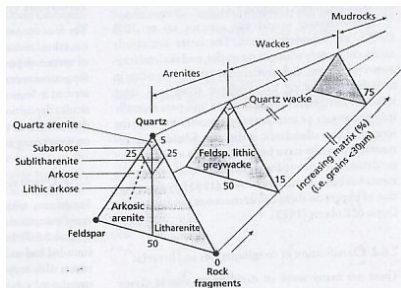 Mudrocks
Wackes
Arenites
Quartz wacke
Quartz
Quartz arenite
Subarkose
Sublitharenite
Arkose
Lithic arkose
5
25
25
Feldsp. lithic
greywacke
50
15
75
Increasing matrix (%)
(i.e. grains <30μm)
Arkosic
arenite
Litharenite
Feldspar
50
0
Rock
fragments